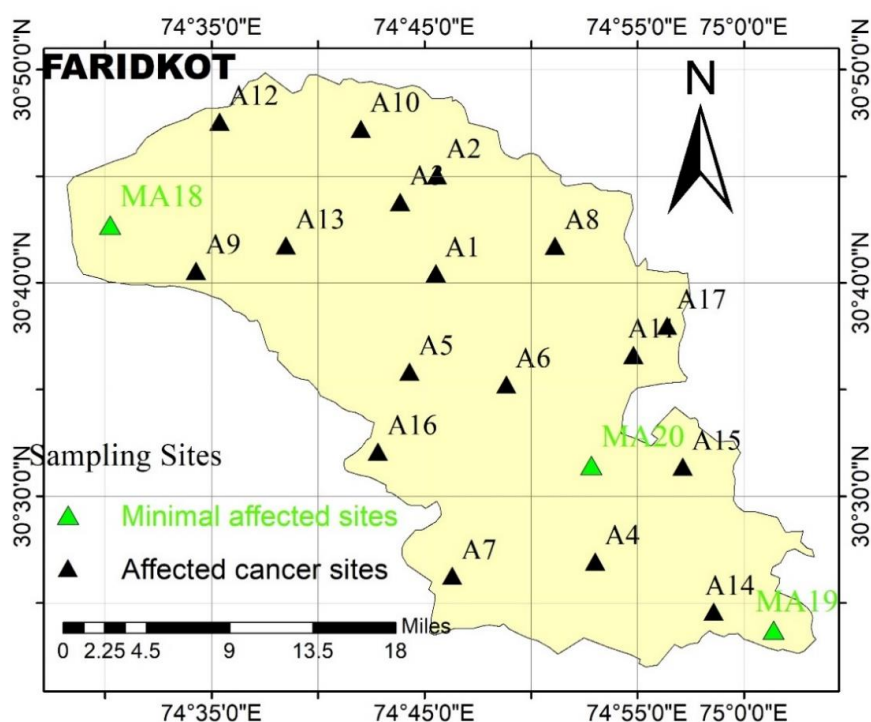 74°35'0"E 74°45'0"E 74°55'0"E 75°0'0"E
FARIDKOT
N
30°50'0"N
30°50'0"N
A12
A10
A2
A3
MA18
A13
A8
A9
A1
30°40'0"N
30°40'0"N
A17
A11
A5
A6
A16
MA20
A15
Sampling Sites
30°30'0"N
30°30'0"N
Minimal affected sites
A7
A4
Affected cancer sites
A14
MA19
Miles
0 2.25 4.5 9 13.5 18
74°35'0"E 74°45'0"E 74°55'0"E 75°0'0"E